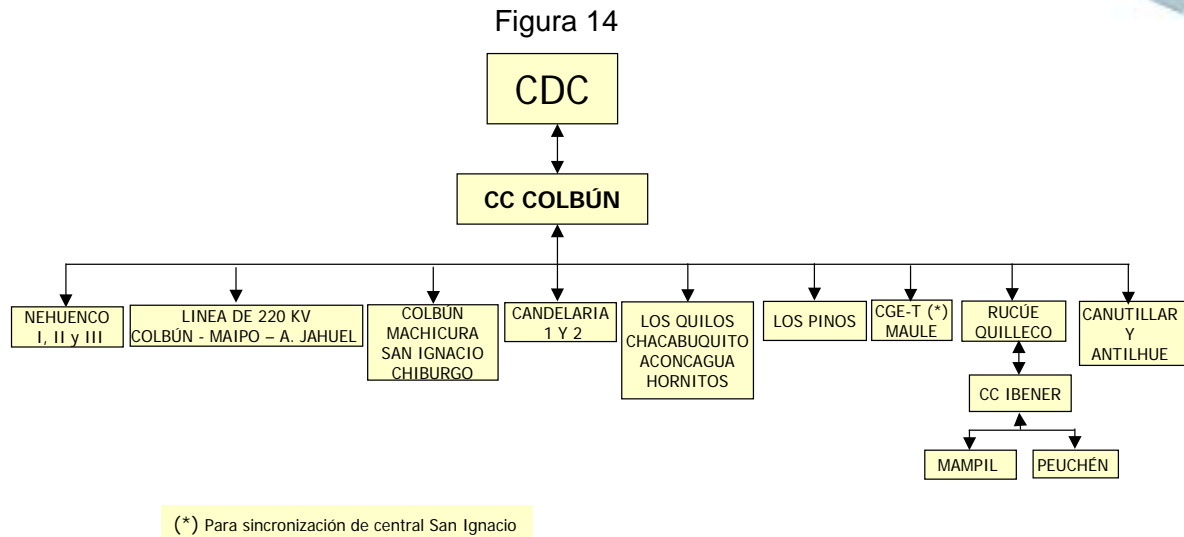 Figura 14
CDC
CC COLBÚN
NEHUENCO
I, II y III
LINEA DE 220 KV
COLBÚN - MAIPO – A. JAHUEL
COLBÚN
MACHICURA
SAN IGNACIO
CHIBURGO
CANDELARIA
1 Y 2
LOS QUILOS
CHACABUQUITO
ACONCAGUA
HORNITOS
LOS PINOS
CGE-T (*)
MAULE
RUCÚE
QUILLECO
CANUTILLAR
Y
ANTILHUE
CC IBENER
MAMPIL
PEUCHÉN
(*) Para sincronización de central San Ignacio